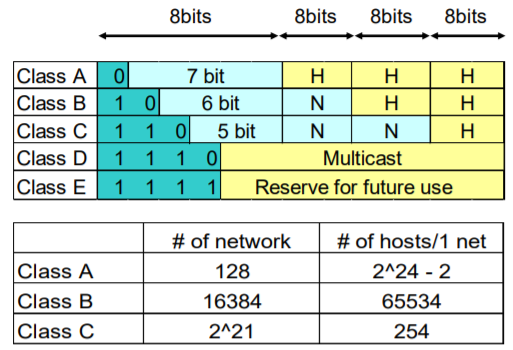 8bits 8bits 8bits 8bits
Class A 0 7 bit H H H
Class B 1 0 6 bit N H H
Class C 1 1 0 5 bit N N H
Class D 1 1 1 0 Multicast
Class E 1 1 1 1 Reserve for future use
# of network # of hosts/1 net
Class A 128 2^24 - 2
Class B 16384 65534
Class C 2^21 254